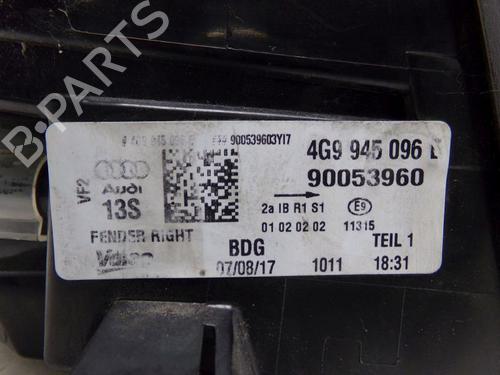 B-PARTS
4G9 945 096 E 900539603YI7
VF2
Audi
13S
FENDER RIGHT
Valeo
4G9 945 096 E
90053960
2a IB R1 S1 E9
01 02 02 02 11315
BDG TEIL 1
07/08/17 1011 18:31